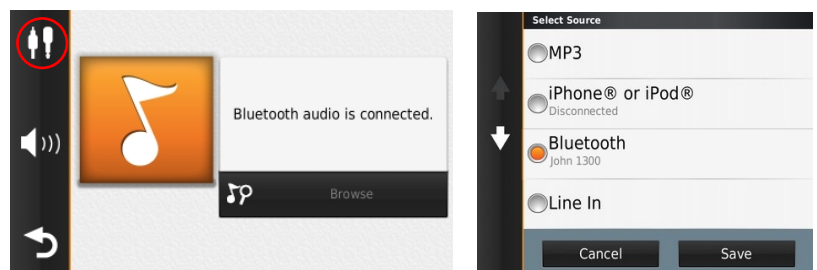 Bluetooth audio is connected.
Browse
Select Source
MP3
iPhone® or iPod®
Disconnected
Bluetooth
John 1300
Line In
Cancel
Save